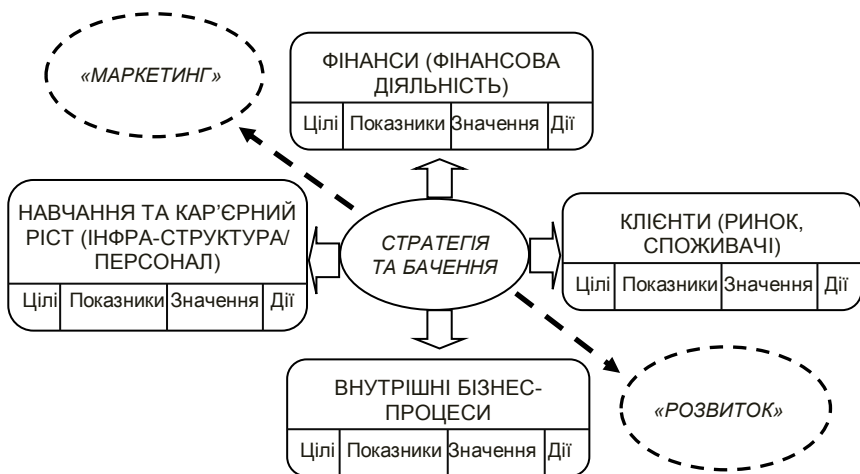 «МАРКЕТИНГ»
ФІНАНСИ (ФІНАНСОВА
ДІЯЛЬНІСТЬ)
Цілі Показники Значення Дії
НАВЧАННЯ ТА КАР’ЄРНИЙ
РІСТ (ІНФРА-СТРУКТУРА/
ПЕРСОНАЛ)
Цілі Показники Значення Дії
СТРАТЕГІЯ
ТА БАЧЕННЯ
КЛІЄНТИ (РИНОК,
СПОЖИВАЧІ)
Цілі Показники Значення Дії
ВНУТРІШНІ БІЗНЕС-
ПРОЦЕСИ
Цілі Показники Значення Дії
«РОЗВИТОК»